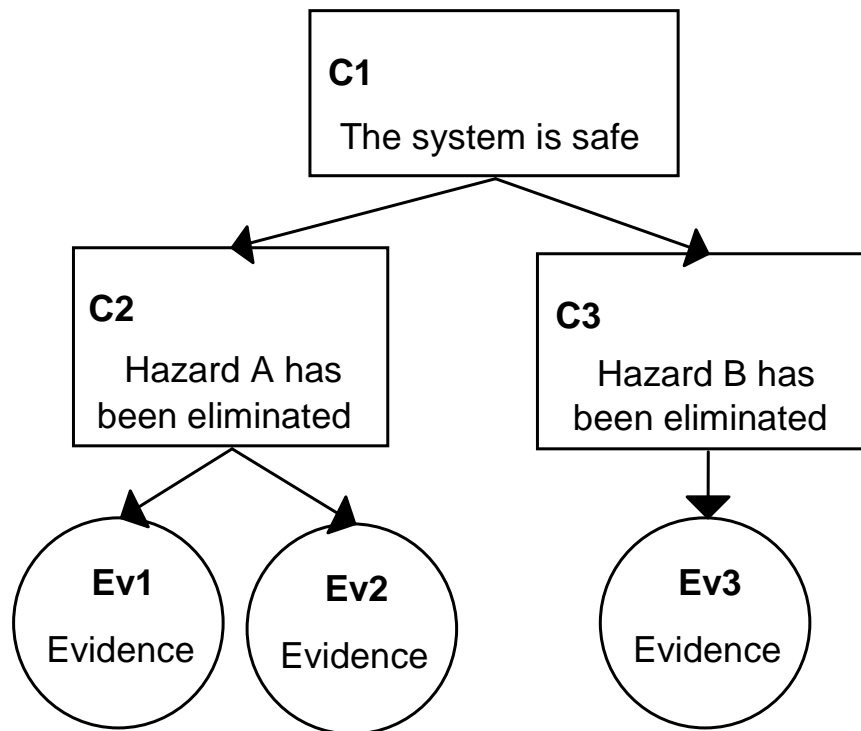 C1
The system is safe
C2
Hazard A has
been eliminated
C3
Hazard B has
been eliminated
Ev1
Evidence
Ev2
Evidence
Ev3
Evidence